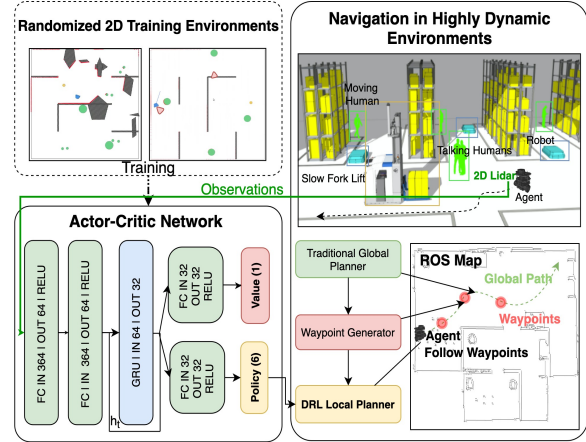 Randomized 2D Training Environments
Training
Observations
Actor-Critic Network
FC IN 364 I OUT 64 I RELU
FC I IN 364 I OUT 64 I RELU
GRU I IN 64 I OUT 32
h_t
FC IN 32
OUT 32
RELU
Value (1)
FC IN 32
OUT 32
RELU
Policy (6)
Navigation in Highly Dynamic
Environments
Moving
Human
Talking Humans
Robot
Slow Fork Lift
2D Lidar
Agent
Traditional Global
Planner
Waypoint Generator
DRL Local Planner
ROS Map
Global Path
Waypoints
Agent
Follow Waypoints